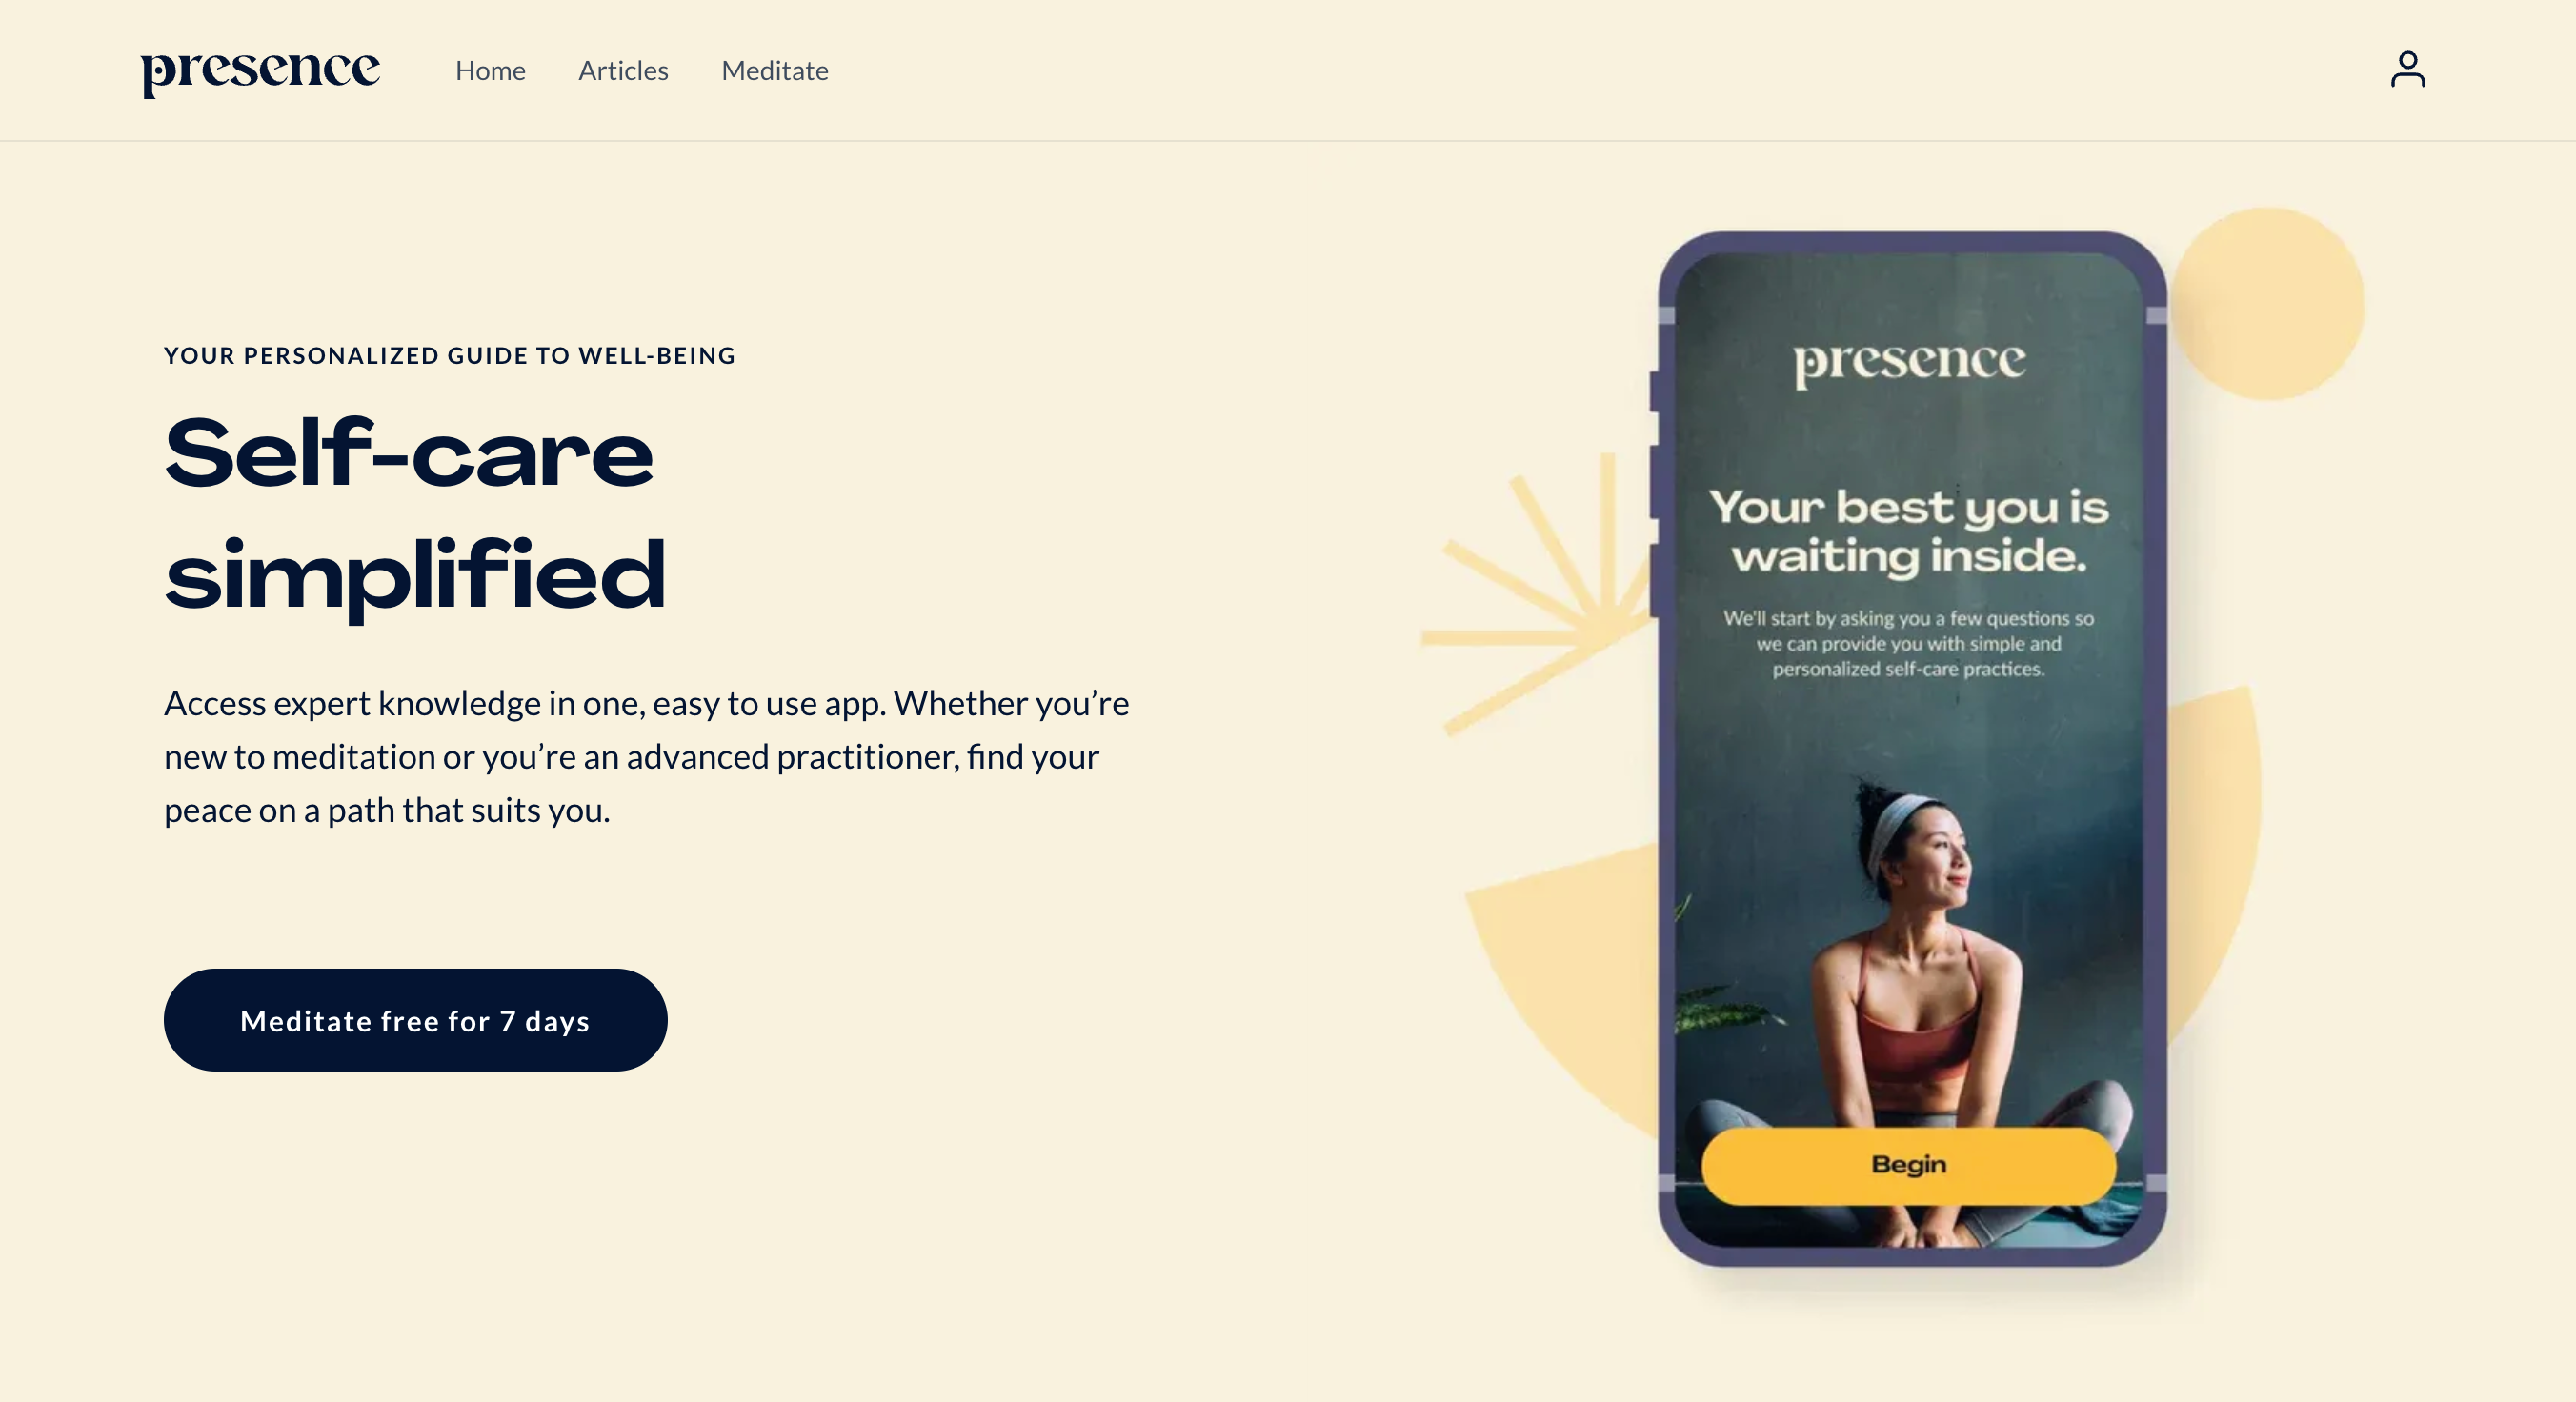 presence
Home
Articles
Meditate
YOUR PERSONALIZED GUIDE TO WELL-BEING
Self-care
simplified
Access expert knowledge in one, easy to use app. Whether you’re
new to meditation or you’re an advanced practitioner, find your
peace on a path that suits you.
Meditate free for 7 days
presence
Your best you is
waiting inside.
We'll start by asking you a few questions so
we can provide you with simple and
personalized self-care practices.
Begin